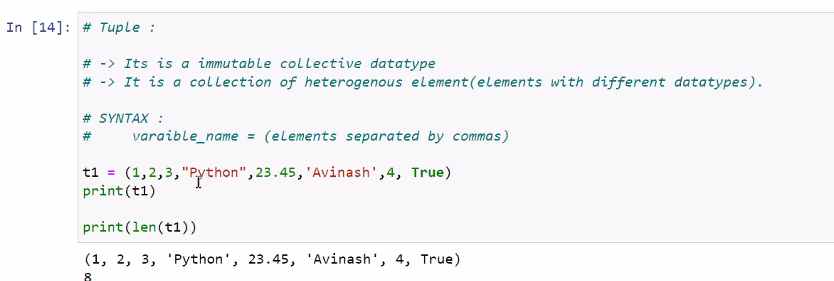 In [14]: # Tuple :
# -> Its is a immutable collective datatype
# -> It is a collection of heterogenous element(elements with different datatypes).
# SYNTAX :
#     varaible_name = (elements separated by commas)
t1 = (1,2,3,"Python",23.45,'Avinash',4, True)
print(t1)
print(len(t1))
(1, 2, 3, 'Python', 23.45, 'Avinash', 4, True)
8